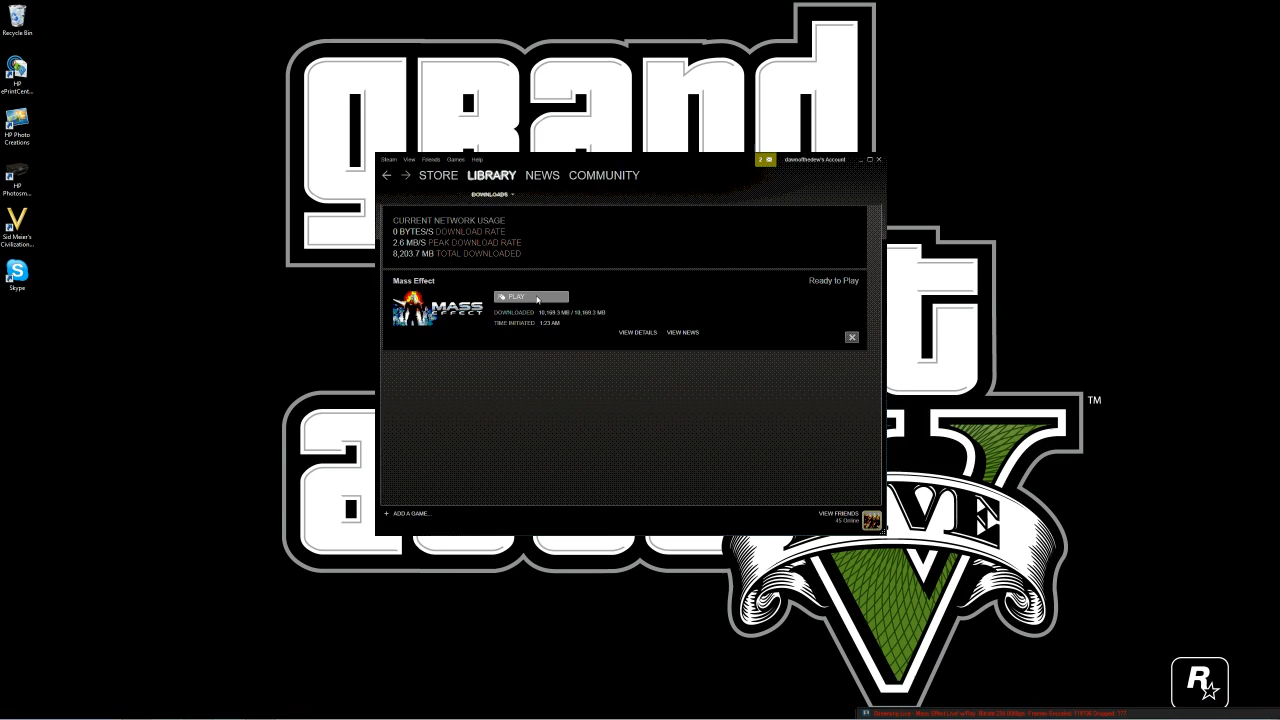 Recycle Bin
HP
ePrintCent...
HP Photo
Creations
HP
Photosm...
Sid Meier's
Civilization...
Skype
grand
t
a
V
IVE
TM
R
Steam View Friends Games Help
2
dawnofthedew's Account
STORE LIBRARY NEWS COMMUNITY
DOWNLOADS
CURRENT NETWORK USAGE
0 BYTES/S DOWNLOAD RATE
2.6 MB/S PEAK DOWNLOAD RATE
8,203.7 MB TOTAL DOWNLOADED
Mass Effect
Ready to Play
MASS
EFFECT
PLAY
DOWNLOADED 10,169.3 MB / 10,169.3 MB
TIME INITIATED 1:23 AM
VIEW DETAILS VIEW NEWS
+ ADD A GAME...
VIEW FRIENDS
45 Online